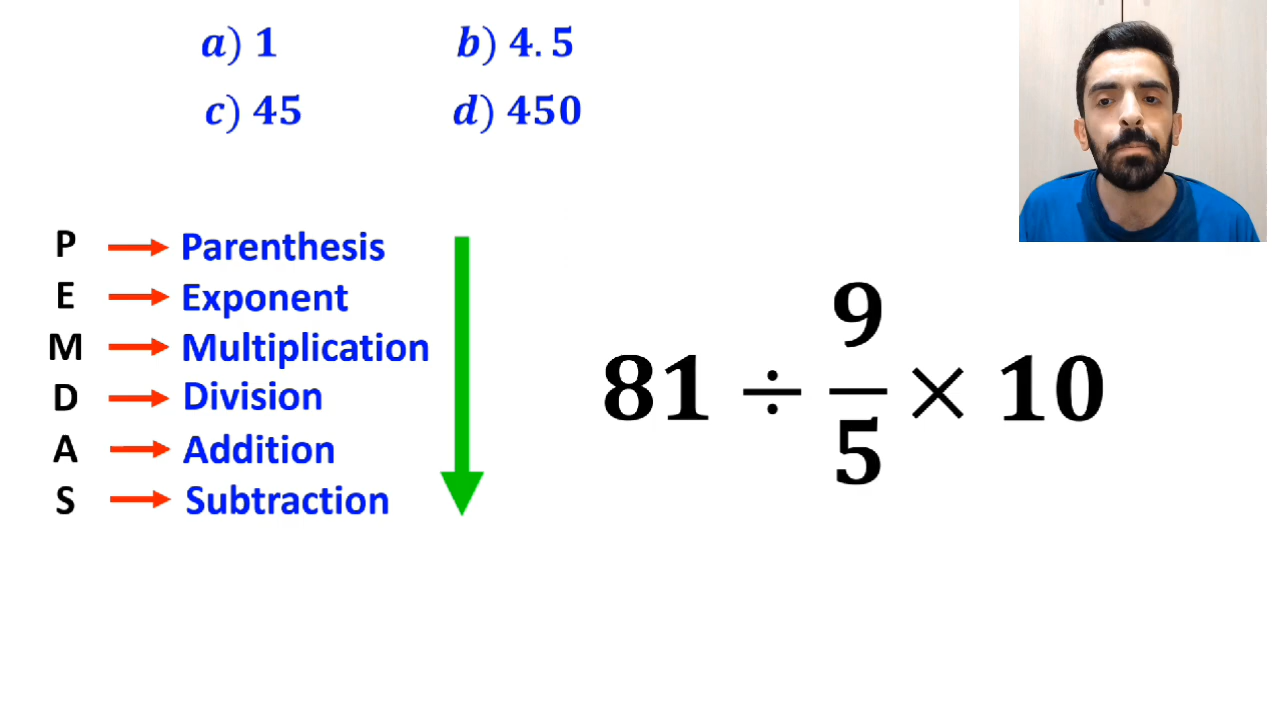 a) 1 b) 4.5
c) 45 d) 450
P Parenthesis
E Exponent
M Multiplication
D Division
A Addition
S Subtraction
81 ÷ 9/5 × 10